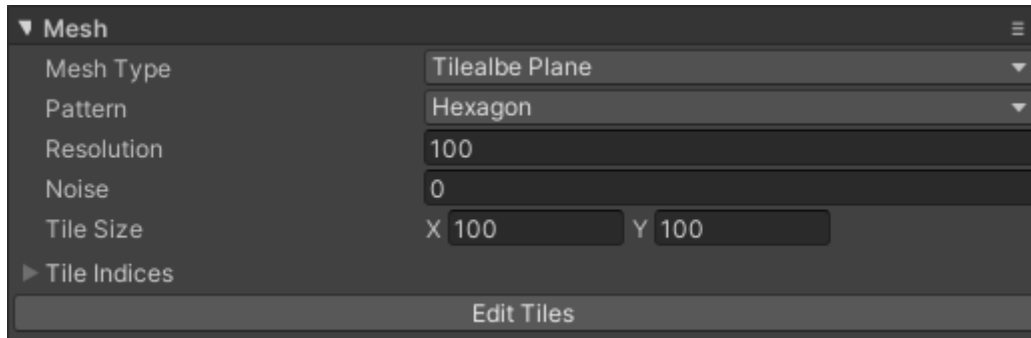 Mesh
Mesh Type Tilealbe Plane
Pattern Hexagon
Resolution 100
Noise 0
Tile Size X 100 Y 100
Tile Indices
Edit Tiles